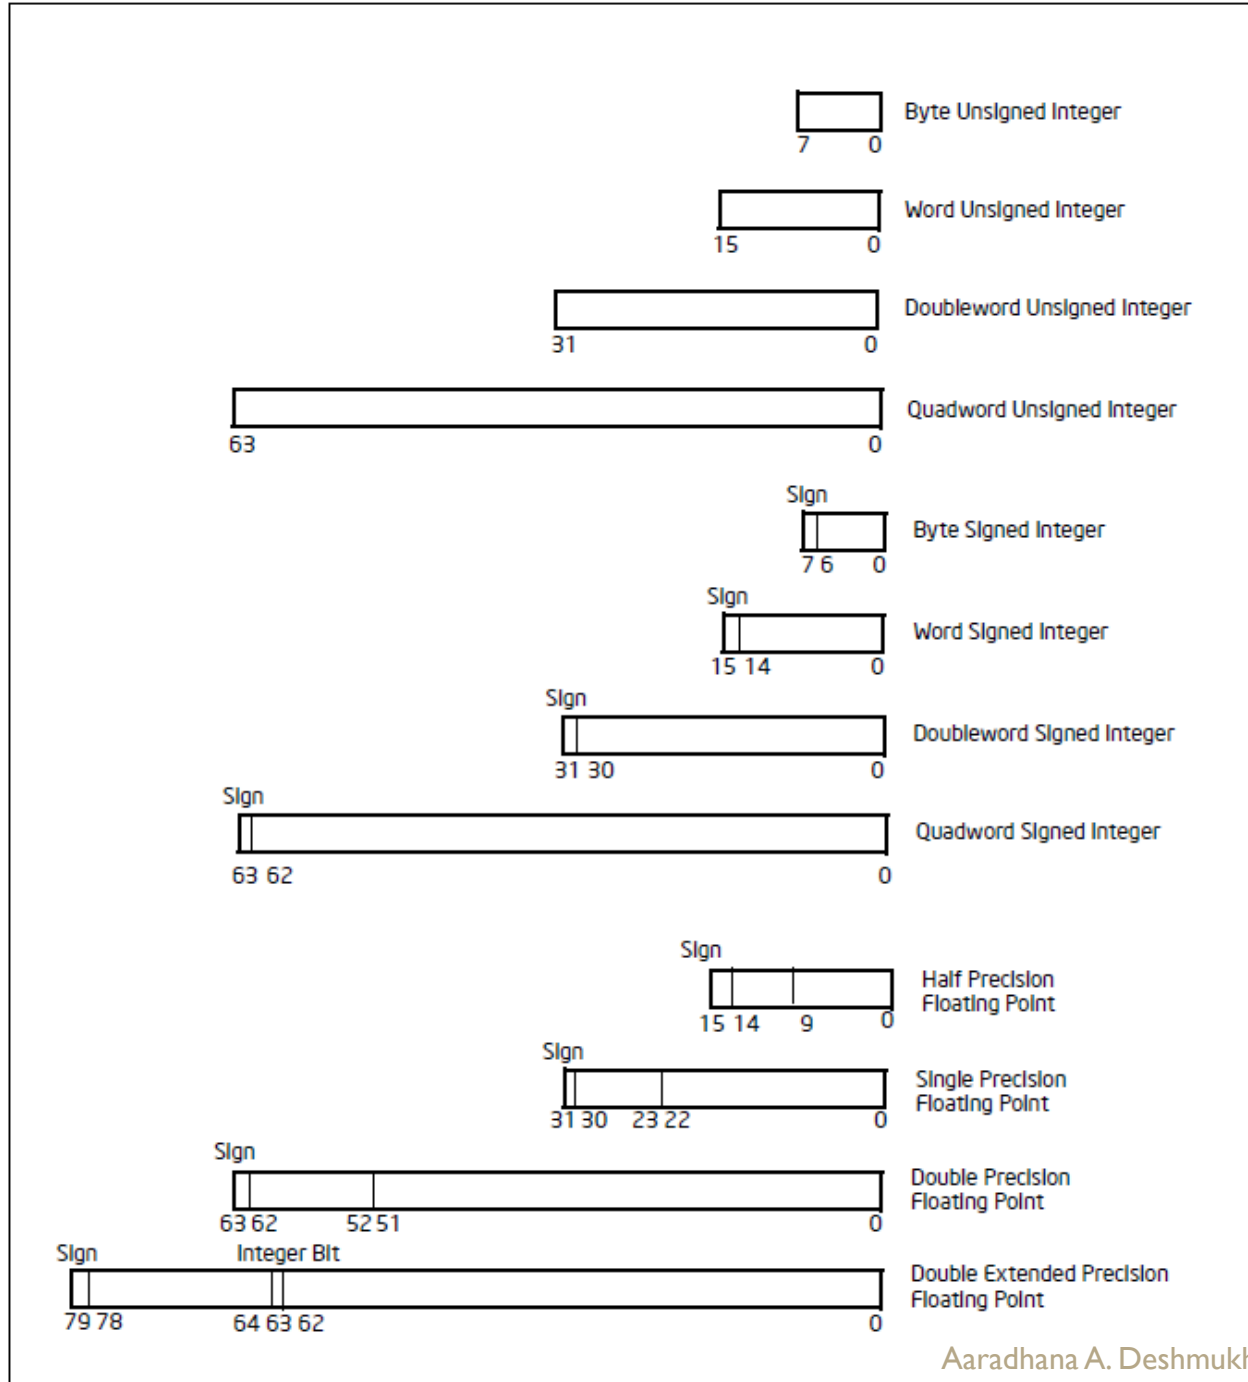 Byte Unsigned Integer
7 0
Word Unsigned Integer
15 0
Doubleword Unsigned Integer
31 0
Quadword Unsigned Integer
63 0
Sign
Byte Signed Integer
7 6 0
Sign
Word Signed Integer
15 14 0
Sign
Doubleword Signed Integer
31 30 0
Sign
Quadword Signed Integer
63 62 0
Sign
Half Precision
Floating Point
15 14 9 0
Sign
Single Precision
Floating Point
31 30 23 22 0
Sign
Double Precision
Floating Point
63 62 52 51 0
Sign Integer Bit
Double Extended Precision
Floating Point
79 78 64 63 62 0
Aaradhana A. Deshmukh